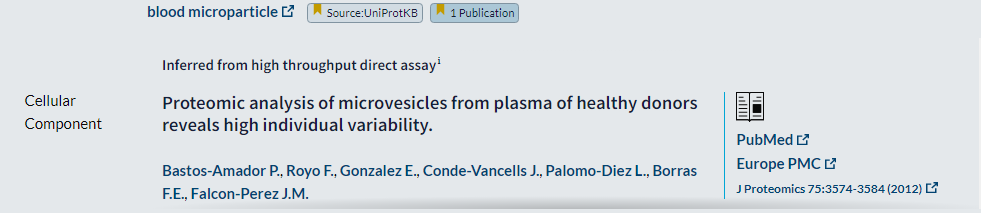 blood microparticle
Source:UniProtKB
1 Publication
Inferred from high throughput direct assayⁱ
Cellular
Component
Proteomic analysis of microvesicles from plasma of healthy donors
reveals high individual variability.
Bastos-Amador P., Royo F., Gonzalez E., Conde-Vancells J., Palomo-Diez L., Borras
F.E., Falcon-Perez J.M.
PubMed
Europe PMC
J Proteomics 75:3574-3584 (2012)